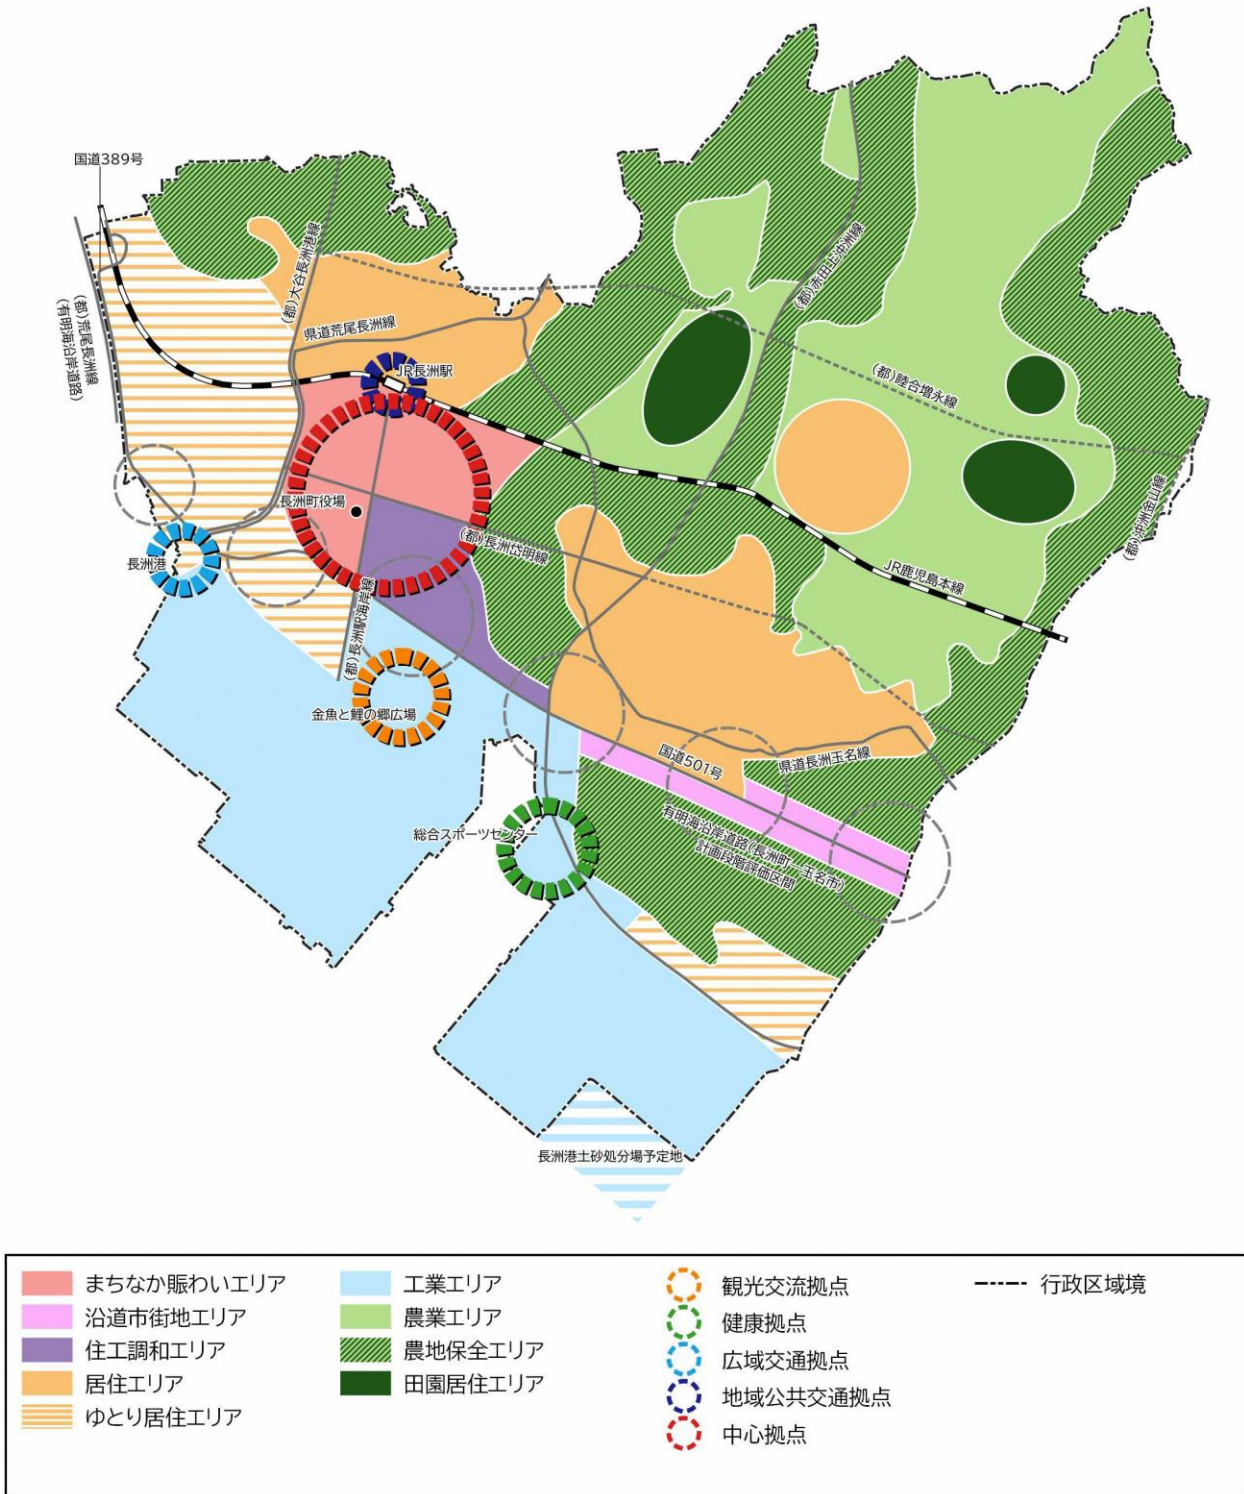 国道389号
(都)荒尾長洲線
(有明海沿岸道路)
(都)大谷長洲港線
県道荒尾長洲線
JR長洲駅
(都)赤田上沖洲線
(都)睦合増永線
(都)沖洲金山線
長洲町役場
(都)長洲岱明線
JR鹿児島本線
長洲港
(都)長洲駅海岸線
金魚と鯉の郷広場
国道501号
県道長洲玉名線
有明海沿岸道路(長洲町~玉名市)
計画段階評価区間
総合スポーツセンター
長洲港土砂処分場予定地
まちなか賑わいエリア
沿道市街地エリア
住工調和エリア
居住エリア
ゆとり居住エリア
工業エリア
農業エリア
農地保全エリア
田園居住エリア
観光交流拠点
健康拠点
広域交通拠点
地域公共交通拠点
中心拠点
行政区域境